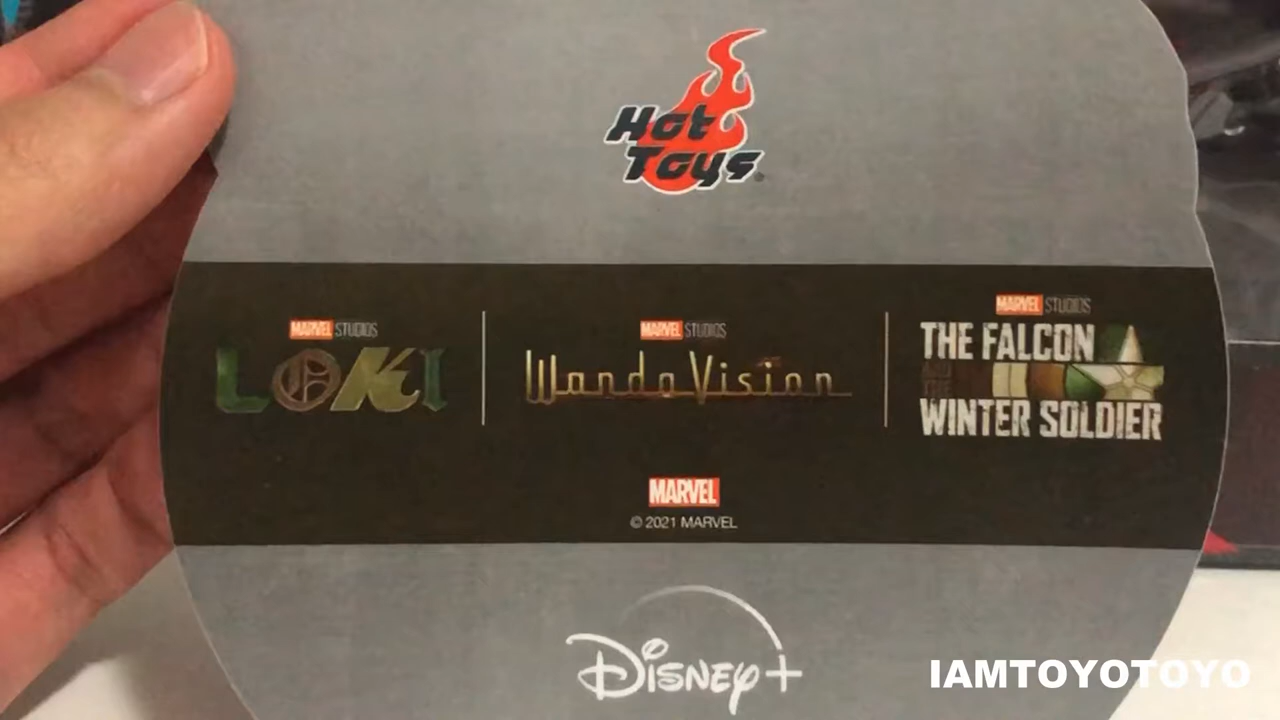 Hot
Toys
MARVEL STUDIOS
LOKI
MARVEL STUDIOS
WandaVision
MARVEL STUDIOS
THE FALCON
AND
THE
WINTER SOLDIER
MARVEL
© 2021 MARVEL
Disney+
IAMTOYOTOYO